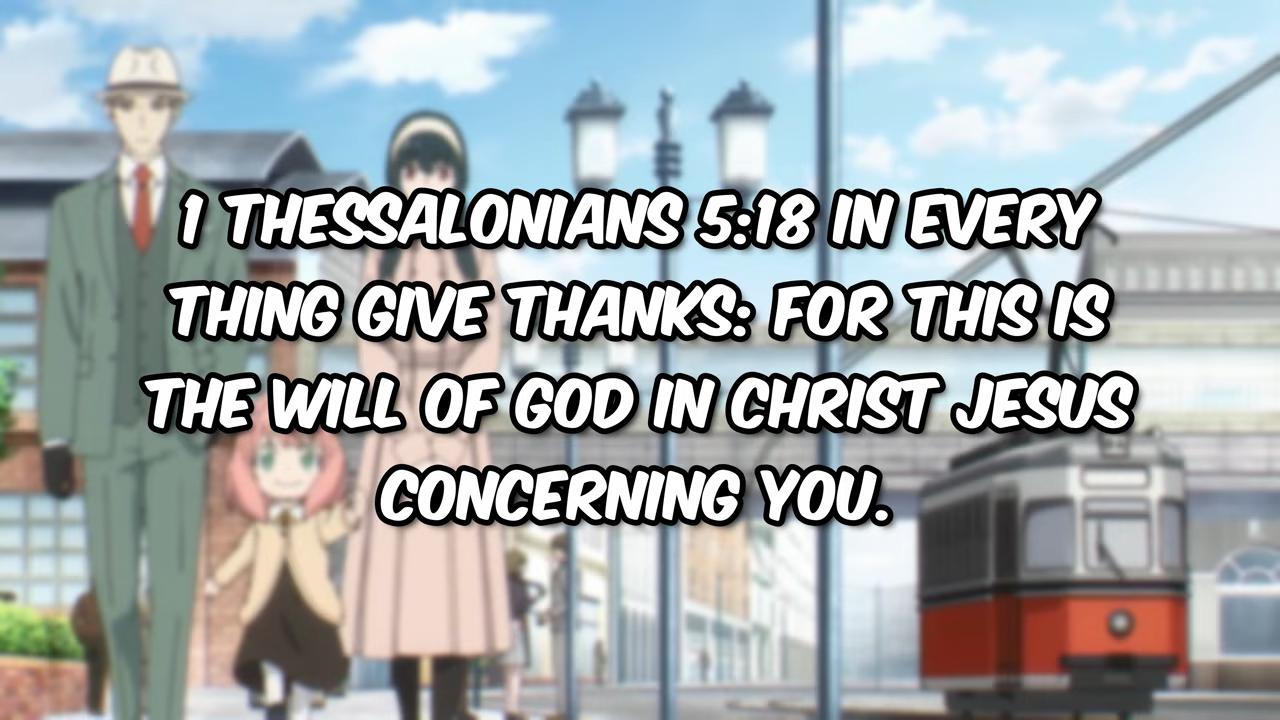 1 THESSALONIANS 5:18 IN EVERY
THING GIVE THANKS: FOR THIS IS
THE WILL OF GOD IN CHRIST JESUS
CONCERNING YOU.